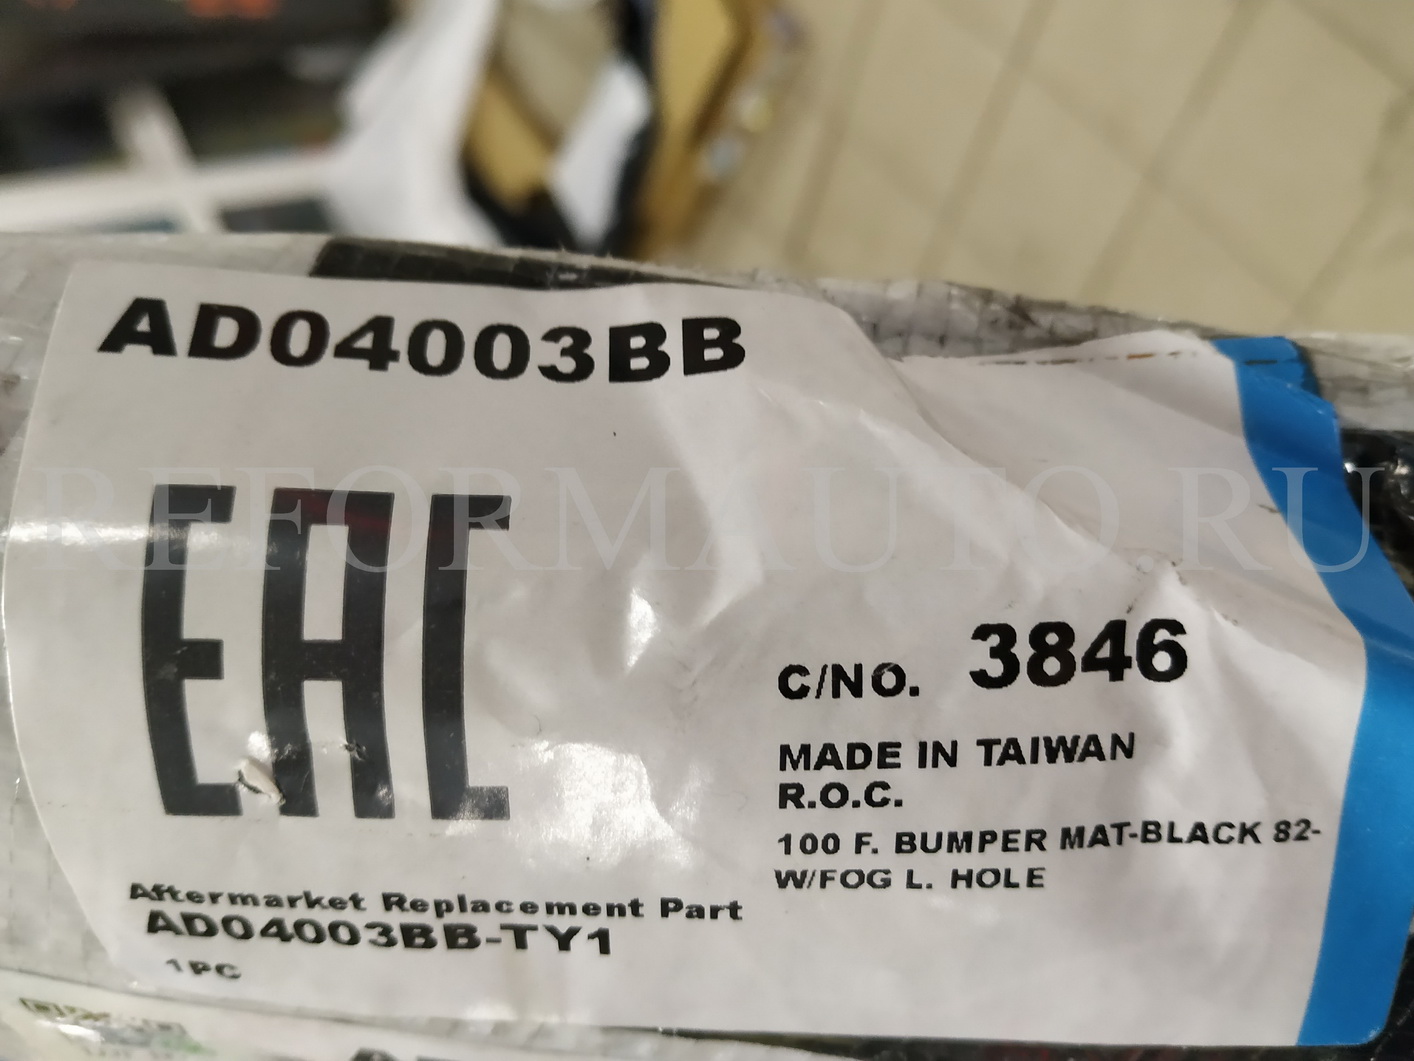 AD04003BB
EAC
REFORMAUTO.RU
C/NO. 3846
MADE IN TAIWAN
R.O.C.
100 F. BUMPER MAT-BLACK 82-
W/FOG L. HOLE
Aftermarket Replacement Part
AD04003BB-TY1
1PC